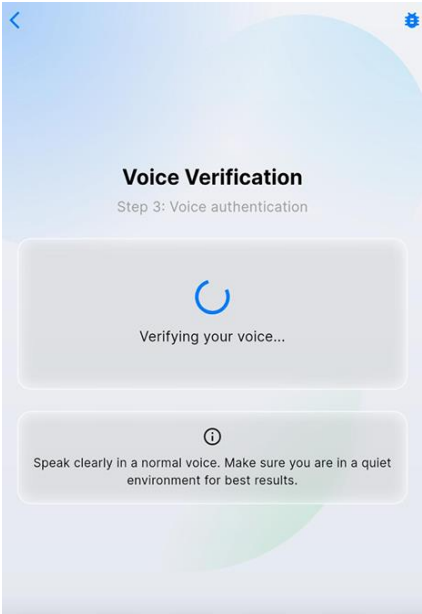 Voice Verification
Step 3: Voice authentication
Verifying your voice...
Speak clearly in a normal voice. Make sure you are in a quiet
environment for best results.